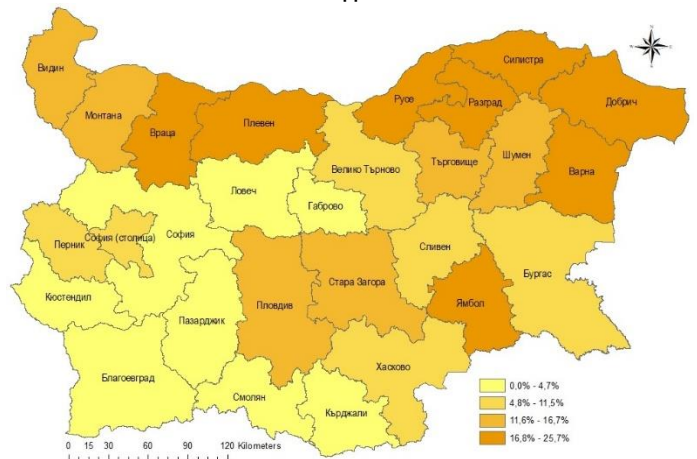 Видин
Монтана
Враца
Плевен
Русе
Силистра
Разград
Добрич
Велико Търново
Търговище
Шумен
Варна
Ловеч
Габрово
София
София (столица)
Перник
Сливен
Бургас
Кюстендил
Пазарджик
Пловдив
Стара Загора
Ямбол
Благоевград
Хасково
Смолян
Кърджали
0,0% - 4,7%
4,8% - 11,5%
11,6% - 16,7%
16,8% - 25,7%
0 15 30 60 90 120 Kilometers